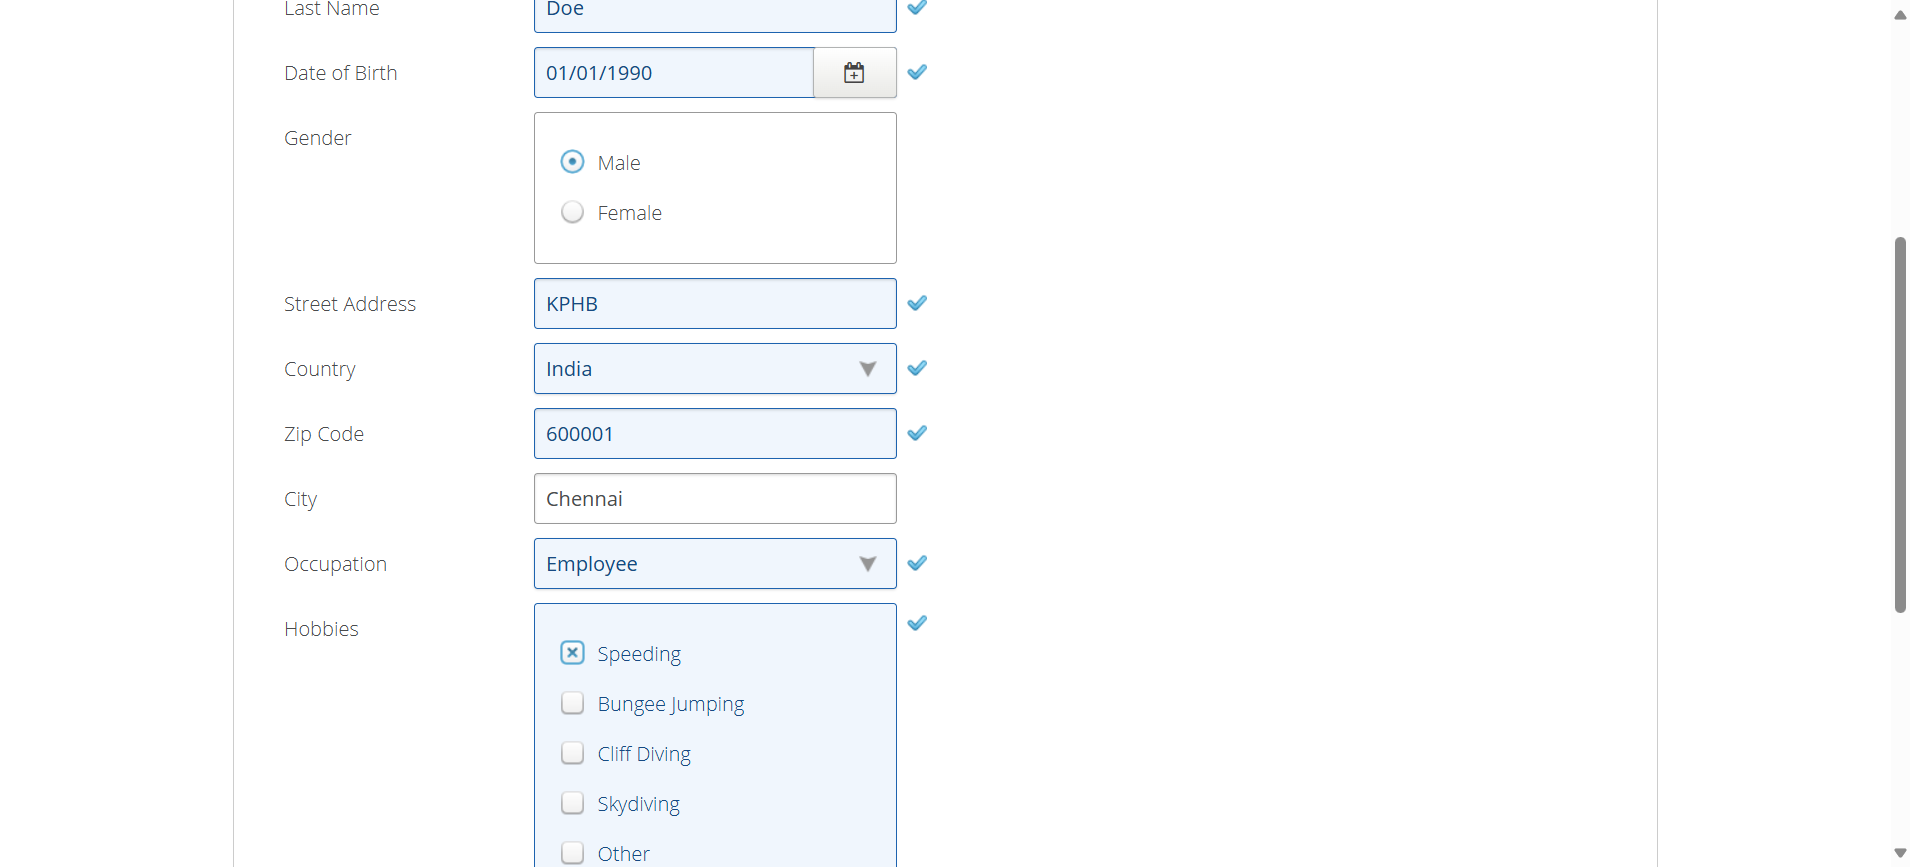 Last Name Doe
Date of Birth 01/01/1990
Gender
Male
Female
Street Address KPHB
Country India
Zip Code 600001
City Chennai
Occupation Employee
Hobbies
Speeding
Bungee Jumping
Cliff Diving
Skydiving
Other